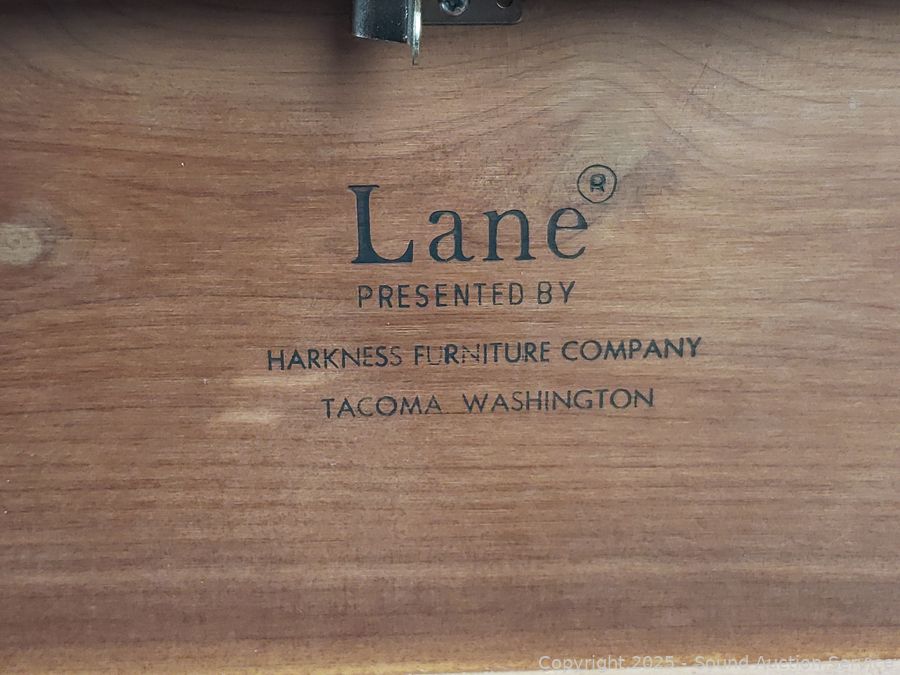 Lane®
PRESENTED BY
HARKNESS FURNITURE COMPANY
TACOMA WASHINGTON
Copyright 2025 - Sound Auction Service